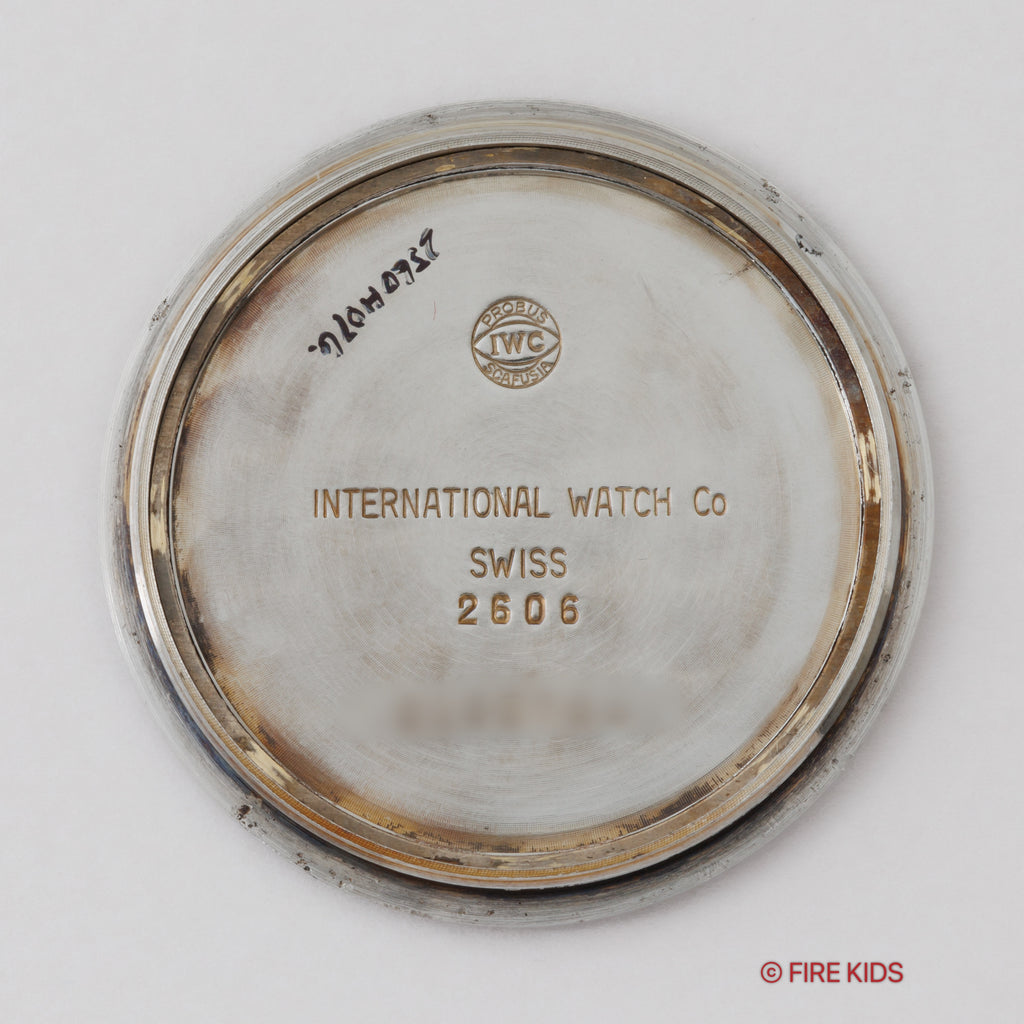 PROBUS
IWC
SCAFUSIA
INTERNATIONAL WATCH Co
SWISS
2606
© FIRE KIDS